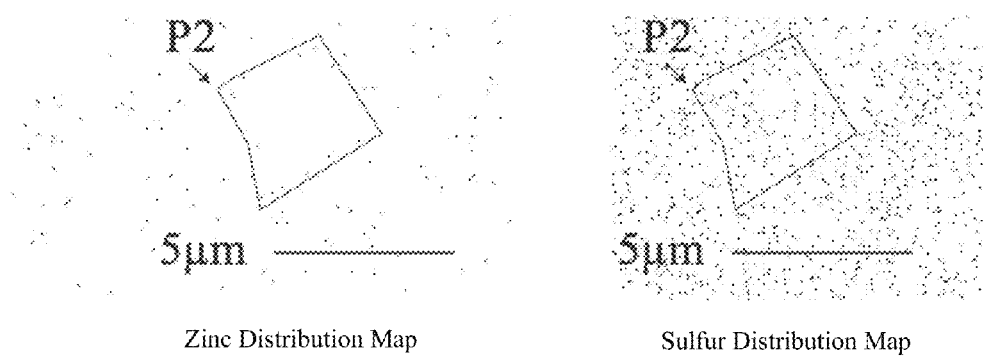 P2
5μm
Zinc Distribution Map
P2
5μm
Sulfur Distribution Map